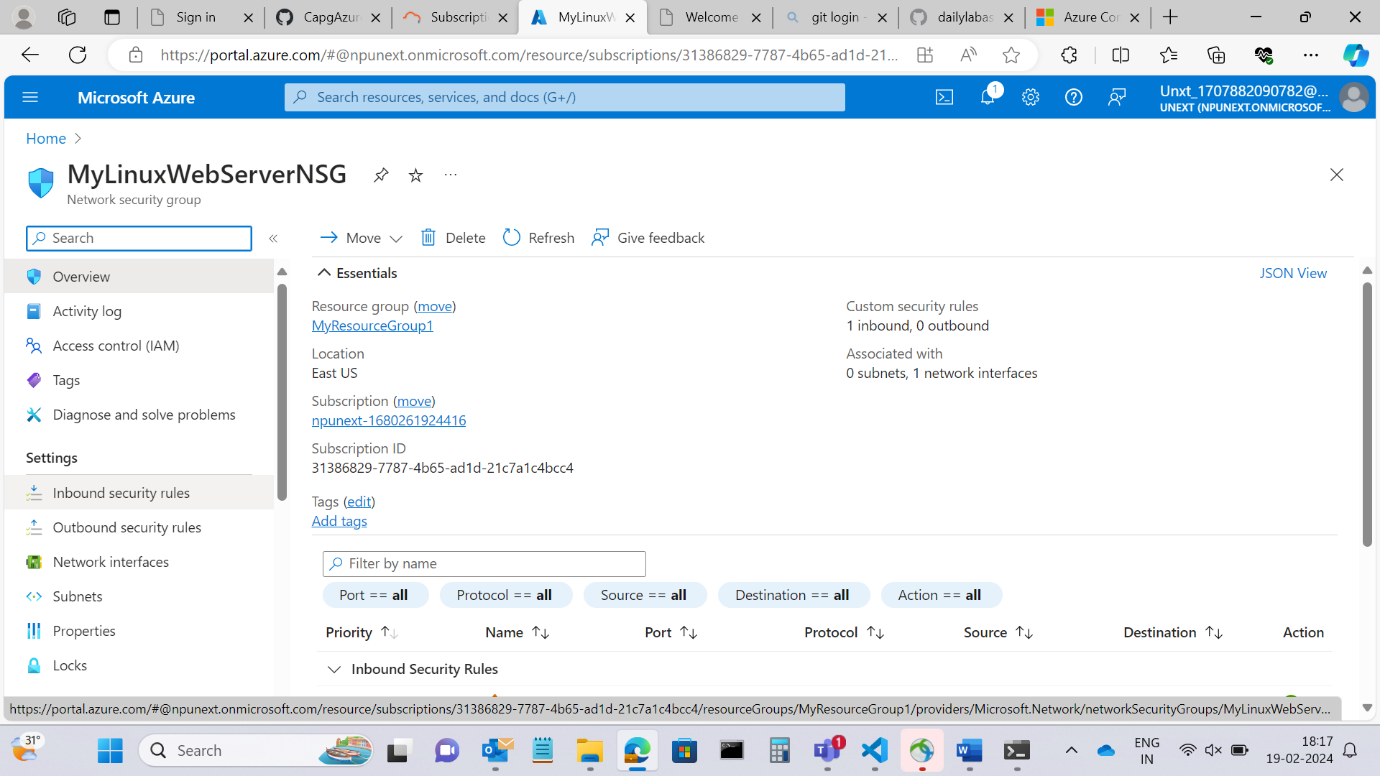 Sign in
CapgAzur
Subscripti
MyLinuxW
Welcome
git login -
dailylabas
Azure Cor
https://portal.azure.com/#@npunext.onmicrosoft.com/resource/subscriptions/31386829-7787-4b65-ad1d-21...
Microsoft Azure
Search resources, services, and docs (G+/)
1
Unxt_1707882090782@...
UNEXT (NPUNEXT.ONMICROSOF...
Home
MyLinuxWebServerNSG
Network security group
Search
Move
Delete
Refresh
Give feedback
Overview
Activity log
Access control (IAM)
Tags
Diagnose and solve problems
Settings
Inbound security rules
Outbound security rules
Network interfaces
Subnets
Properties
Locks
Essentials
JSON View
Resource group (move)
MyResourceGroup1
Location
East US
Subscription (move)
npunext-1680261924416
Subscription ID
31386829-7787-4b65-ad1d-21c7a1c4bcc4
Tags (edit)
Add tags
Custom security rules
1 inbound, 0 outbound
Associated with
0 subnets, 1 network interfaces
Filter by name
Port == all
Protocol == all
Source == all
Destination == all
Action == all
Priority
Name
Port
Protocol
Source
Destination
Action
Inbound Security Rules
https://portal.azure.com/#@npunext.onmicrosoft.com/resource/subscriptions/31386829-7787-4b65-ad1d-21c7a1c4bcc4/resourceGroups/MyResourceGroup1/providers/Microsoft.Network/networkSecurityGroups/MyLinuxWebServ...
31°
Search
1
ENG
IN
18:17
19-02-2024